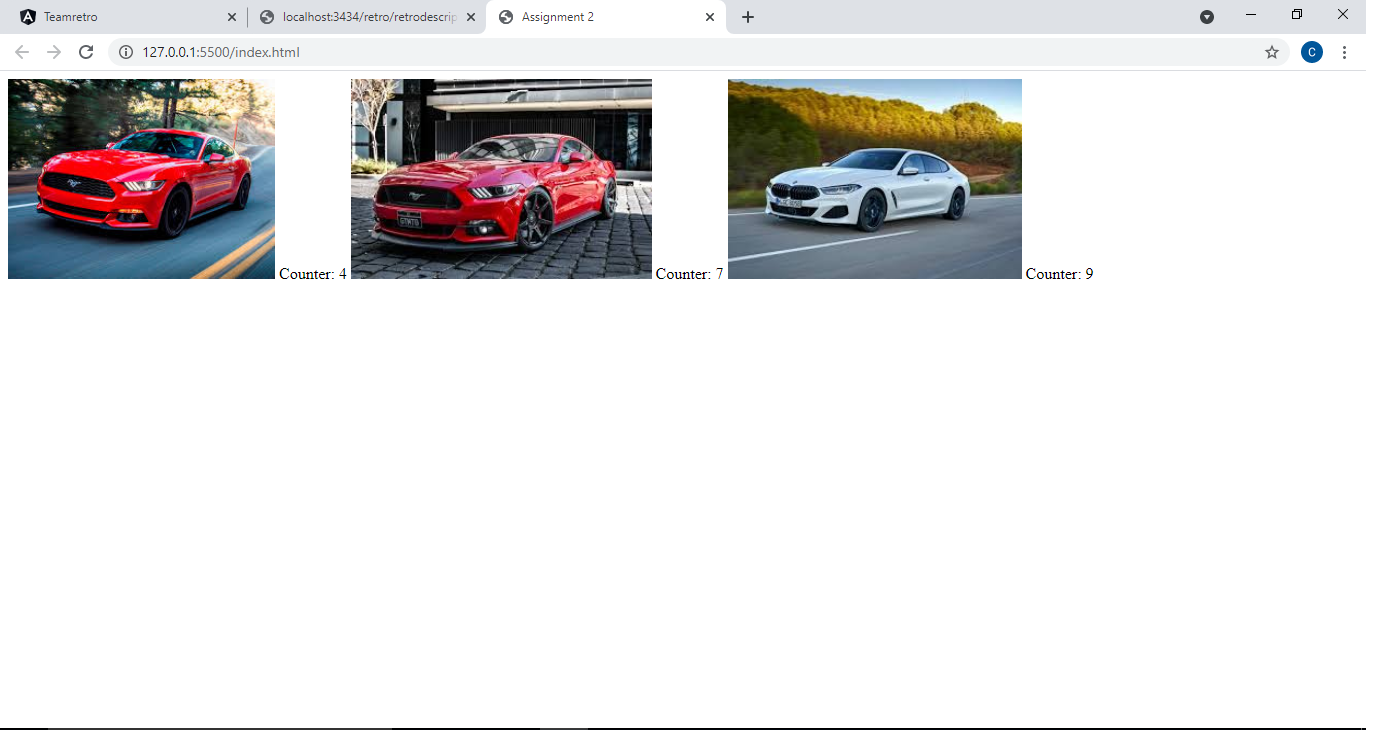 Teamretro
localhost:3434/retro/retrodescrip
Assignment 2
127.0.0.1:5500/index.html
C
Counter: 4
Counter: 7
Counter: 9